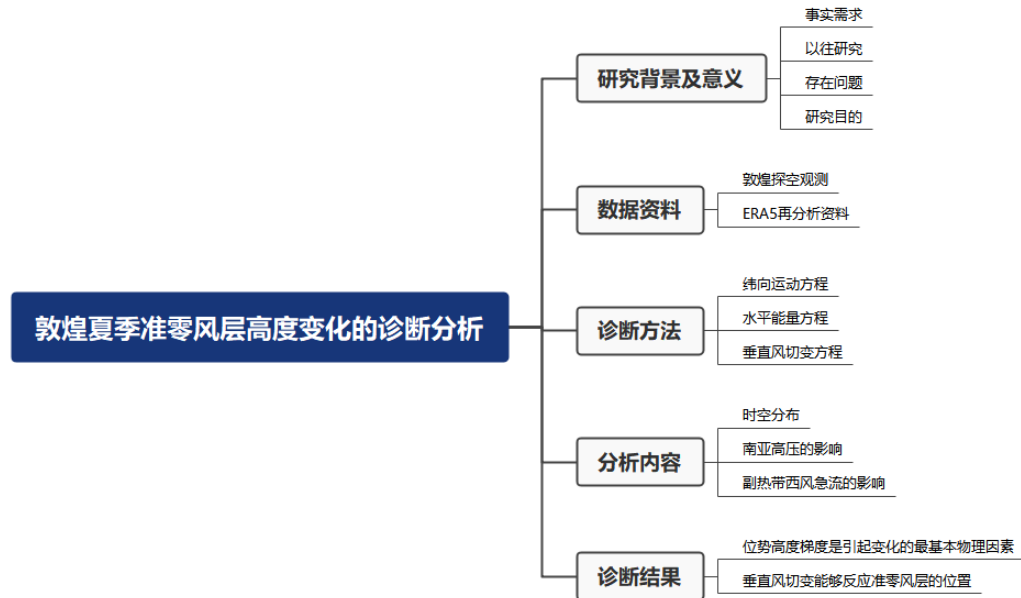 敦煌夏季准零风层高度变化的诊断分析
研究背景及意义
事实需求
以往研究
存在问题
研究目的
数据资料
敦煌探空观测
ERA5再分析资料
诊断方法
纬向运动方程
水平能量方程
垂直风切变方程
分析内容
时空分布
南亚高压的影响
副热带西风急流的影响
诊断结果
位势高度梯度是引起变化的最基本物理因素
垂直风切变能够反应准零风层的位置